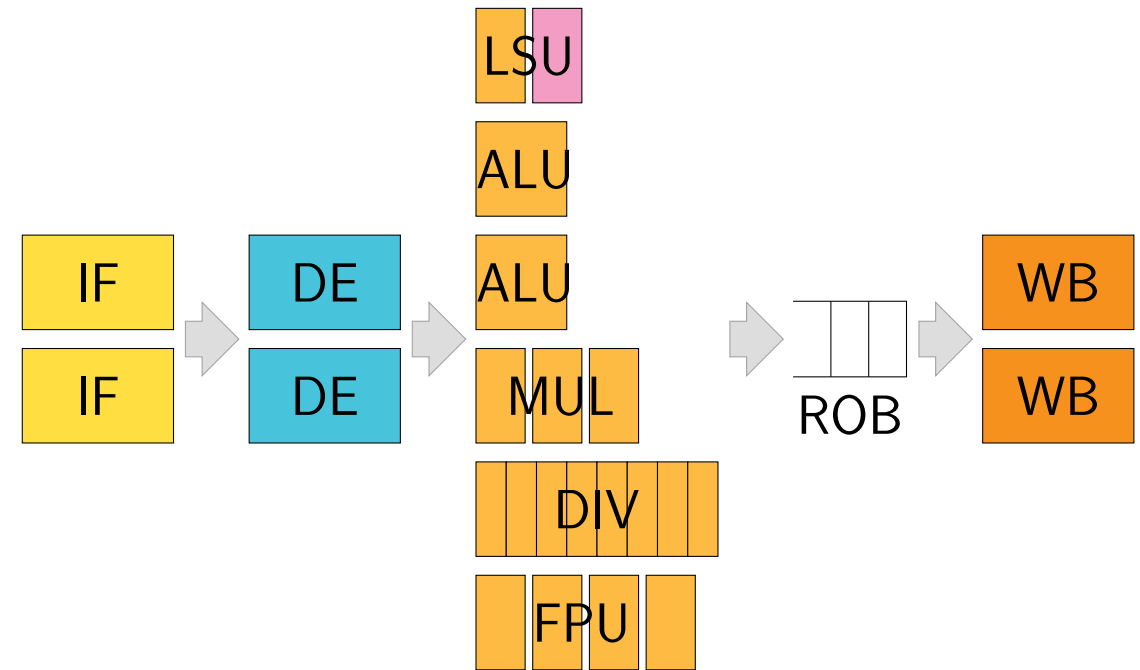 LSU
ALU
IF
DE
ALU
WB
IF
DE
MUL
ROB
WB
DIV
FPU